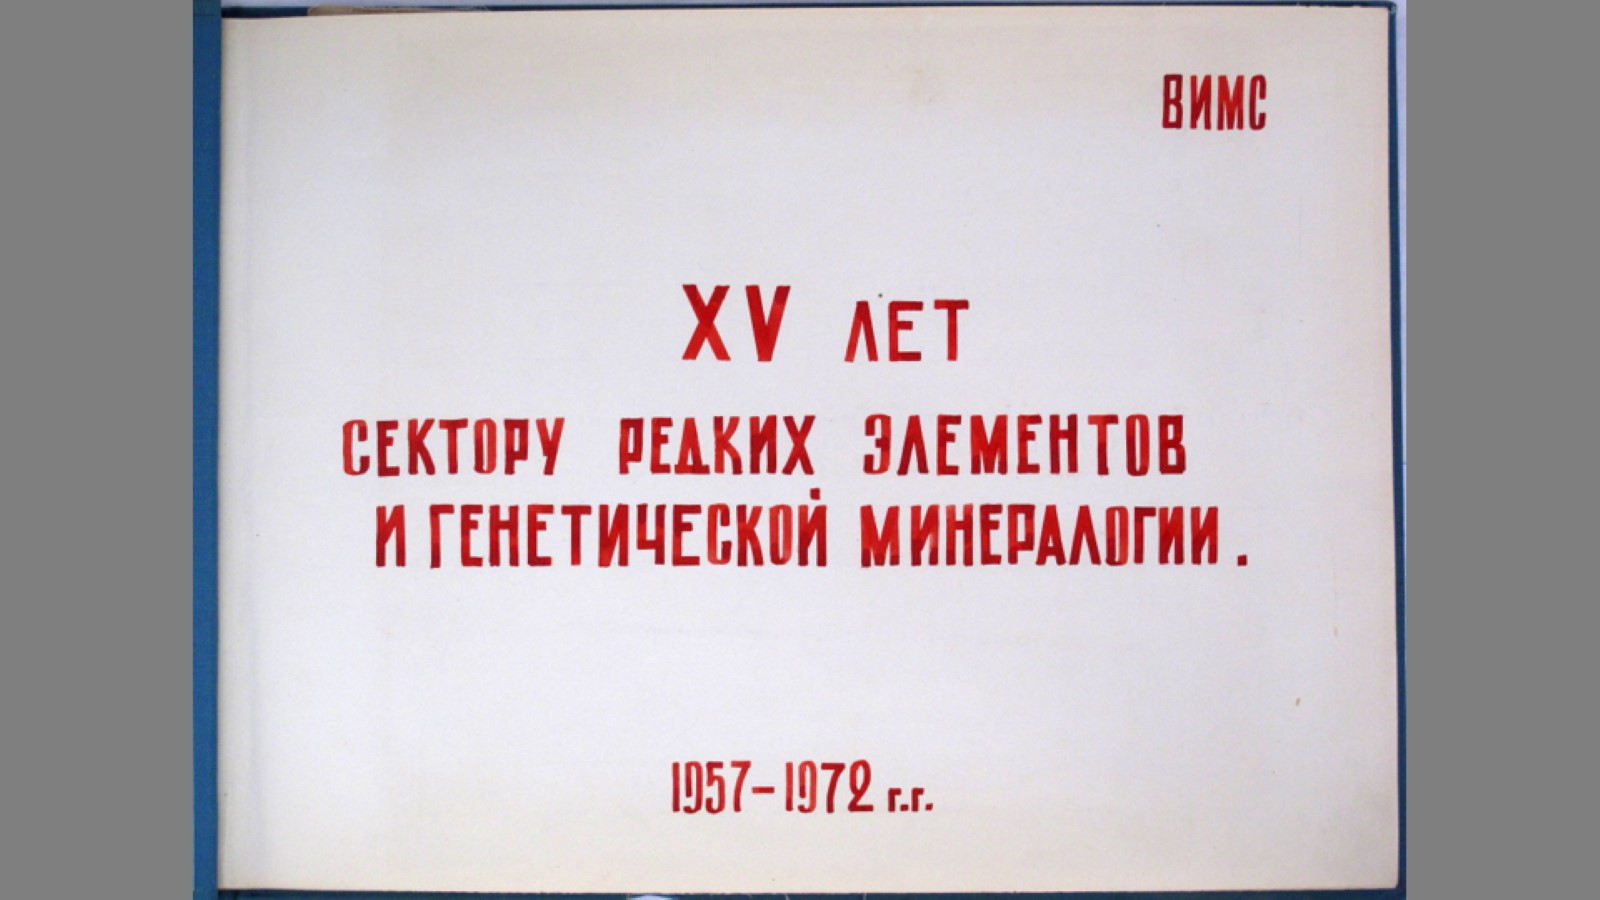 ВИМС
XV ЛЕТ
СЕКТОРУ РЕДКИХ ЭЛЕМЕНТОВ
И ГЕНЕТИЧЕСКОЙ МИНЕРАЛОГИИ.
1957-1972 г.г.